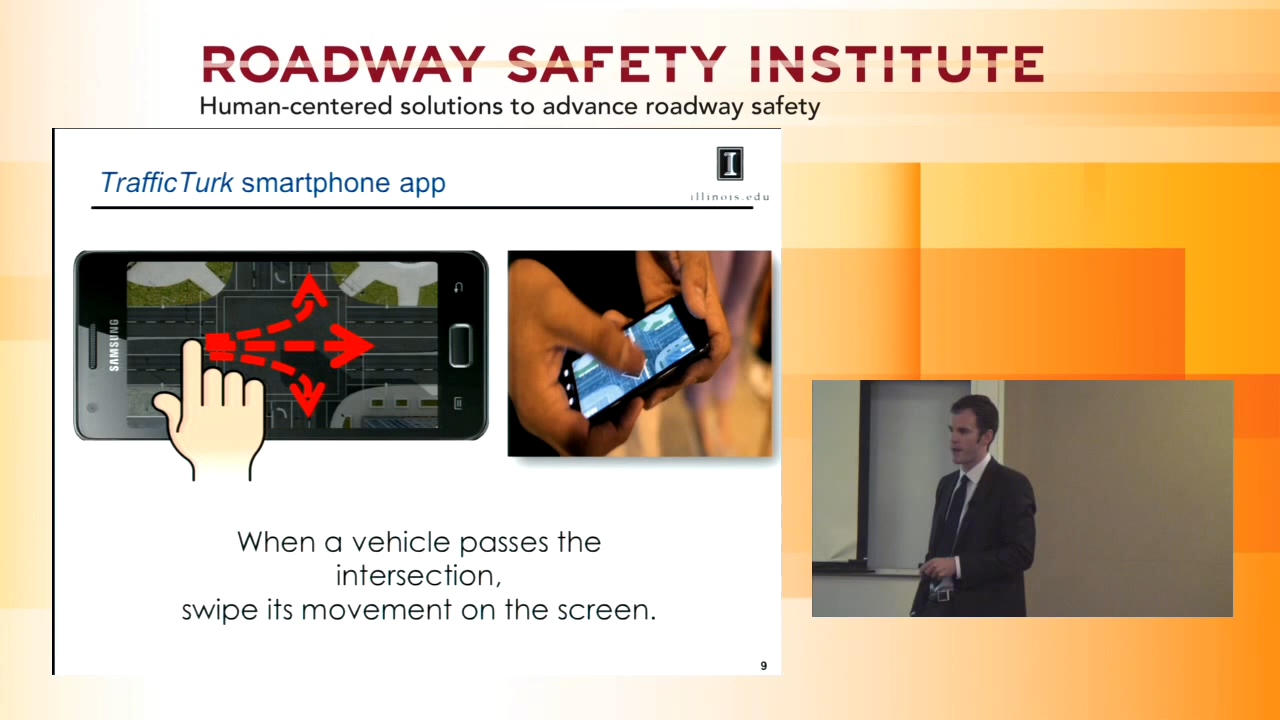 ROADWAY SAFETY INSTITUTE
Human-centered solutions to advance roadway safety
TrafficTurk smartphone app
I
illinois.edu
SAMSUNG
When a vehicle passes the
intersection,
swipe its movement on the screen.
9